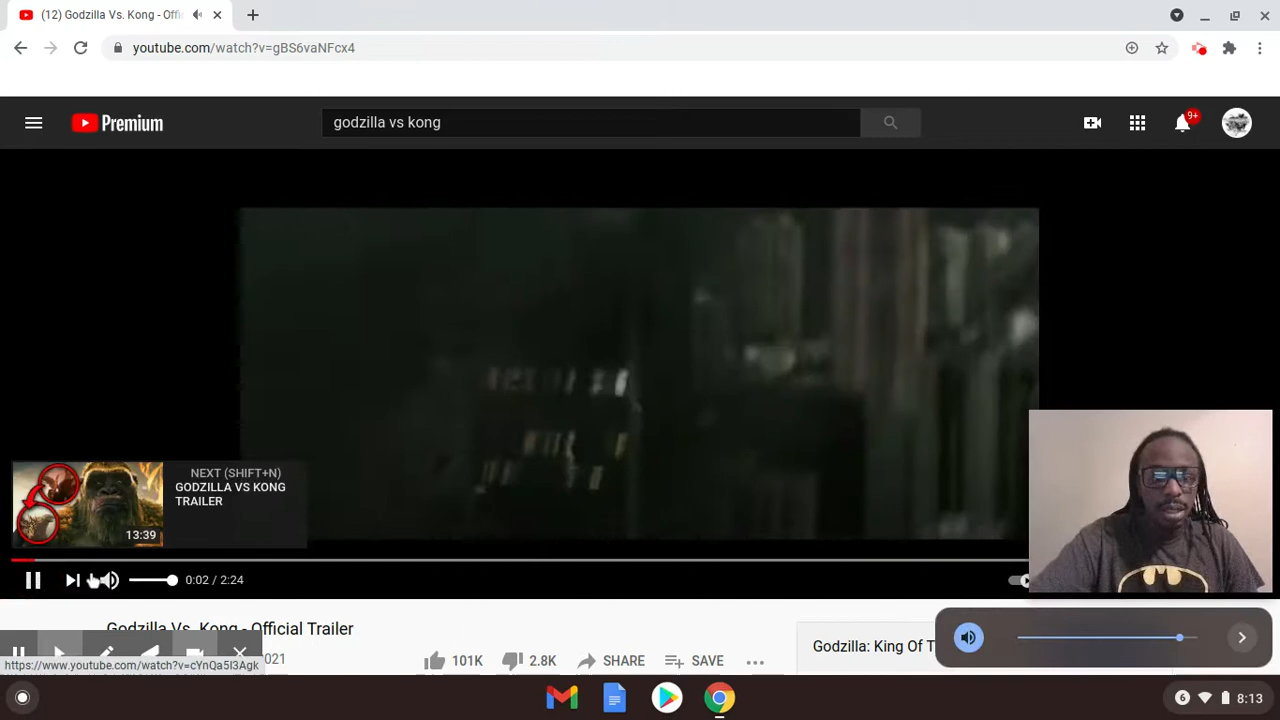 (12) Godzilla Vs. Kong - Offi
youtube.com/watch?v=gBS6vaNFcx4
Premium
godzilla vs kong
9+
NEXT (SHIFT+N)
GODZILLA VS KONG
TRAILER
13:39
0:02 / 2:24
Godzilla Vs. Kong - Official Trailer
Godzilla: King Of T
2021
101K
2.8K
SHARE
SAVE
https://www.youtube.com/watch?v=cYnQa5I3Agk
6
8:13